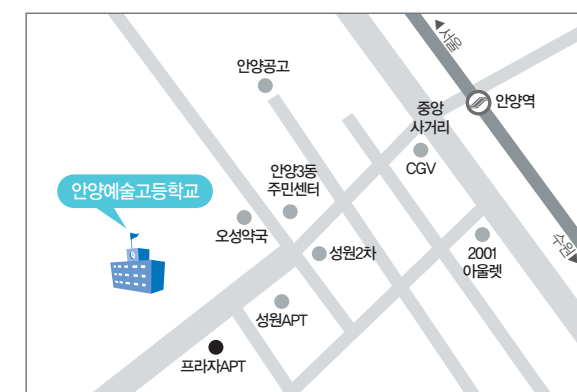 서울
안양공고
안양역
중앙
사거리
CGV
안양3동
주민센터
안양예술고등학교
오성약국
성원2차
2001
아울렛
수원
성원APT
프라자APT